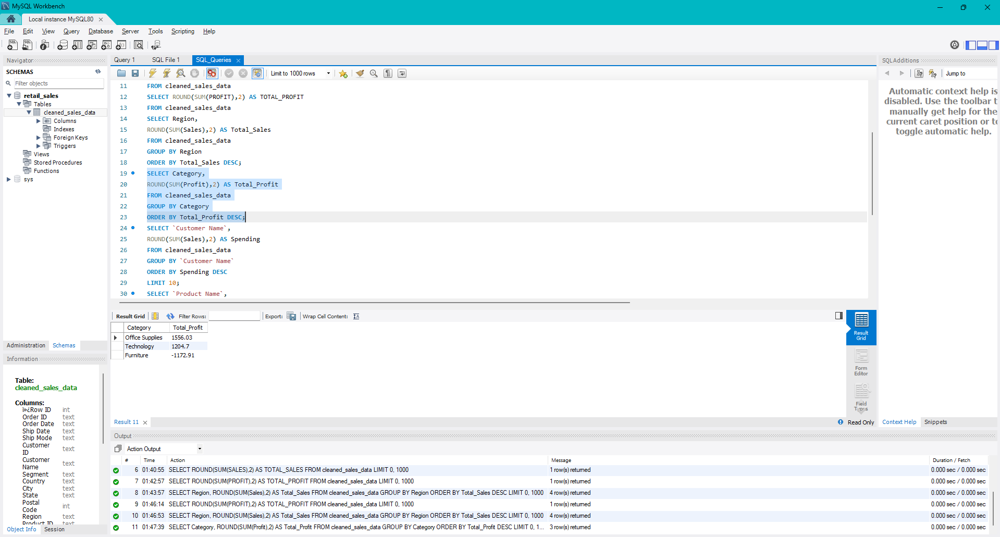 MySQL Workbench
Local instance MySQL80
File Edit View Query Database Server Tools Scripting Help
Navigator
SCHEMAS
Filter objects
retail_sales
Tables
cleaned_sales_data
Columns
Indexes
Foreign Keys
Triggers
Views
Stored Procedures
Functions
sys
Administration Schemas
Information
Table:
cleaned_sales_data
Columns:
ï»¿Row ID int
Order ID text
Order Date text
Ship Date text
Ship Mode text
Customer ID text
Customer Name text
Segment text
Country text
City text
State text
Postal Code int
Region text
Product ID text
Object Info Session
Query 1 SQL File 1 SQL_Queries
Limit to 1000 rows
11 FROM cleaned_sales_data
12 SELECT ROUND(SUM(PROFIT),2) AS TOTAL_PROFIT
13 FROM cleaned_sales_data
14 SELECT Region,
15 ROUND(SUM(Sales),2) AS Total_Sales
16 FROM cleaned_sales_data
17 GROUP BY Region
18 ORDER BY Total_Sales DESC;
19 SELECT Category,
20 ROUND(SUM(Profit),2) AS Total_Profit
21 FROM cleaned_sales_data
22 GROUP BY Category
23 ORDER BY Total_Profit DESC;
24 SELECT `Customer Name`,
25 ROUND(SUM(Sales),2) AS Spending
26 FROM cleaned_sales_data
27 GROUP BY `Customer Name`
28 ORDER BY Spending DESC
29 LIMIT 10;
30 SELECT `Product Name`,
Result Grid Filter Rows: Export: Wrap Cell Content:
Category Total_Profit
Office Supplies 1556.03
Technology 1204.7
Furniture -1172.91
Result Grid
Form Editor
Field Types
Result 11
Read Only
Output
Action Output
# Time Action Message Duration / Fetch
6 01:40:55 SELECT ROUND(SUM(SALES),2) AS TOTAL_SALES FROM cleaned_sales_data LIMIT 0, 1000 1 row(s) returned 0.000 sec / 0.000 sec
7 01:42:57 SELECT ROUND(SUM(PROFIT),2) AS TOTAL_PROFIT FROM cleaned_sales_data LIMIT 0, 1000 1 row(s) returned 0.000 sec / 0.000 sec
8 01:43:57 SELECT Region, ROUND(SUM(Sales),2) AS Total_Sales FROM cleaned_sales_data GROUP BY Region ORDER BY Total_Sales DESC LIMIT 0, 1000 4 row(s) returned 0.000 sec / 0.000 sec
9 01:46:14 SELECT ROUND(SUM(PROFIT),2) AS TOTAL_PROFIT FROM cleaned_sales_data LIMIT 0, 1000 1 row(s) returned 0.000 sec / 0.000 sec
10 01:46:53 SELECT Region, ROUND(SUM(Sales),2) AS Total_Sales FROM cleaned_sales_data GROUP BY Region ORDER BY Total_Sales DESC LIMIT 0, 1000 4 row(s) returned 0.000 sec / 0.000 sec
11 01:47:39 SELECT Category, ROUND(SUM(Profit),2) AS Total_Profit FROM cleaned_sales_data GROUP BY Category ORDER BY Total_Profit DESC LIMIT 0, 1... 3 row(s) returned 0.000 sec / 0.000 sec
SQLAdditions
Jump to
Automatic context help is
disabled. Use the toolbar t
manually get help for the
current caret position or to
toggle automatic help.
Context Help Snippets